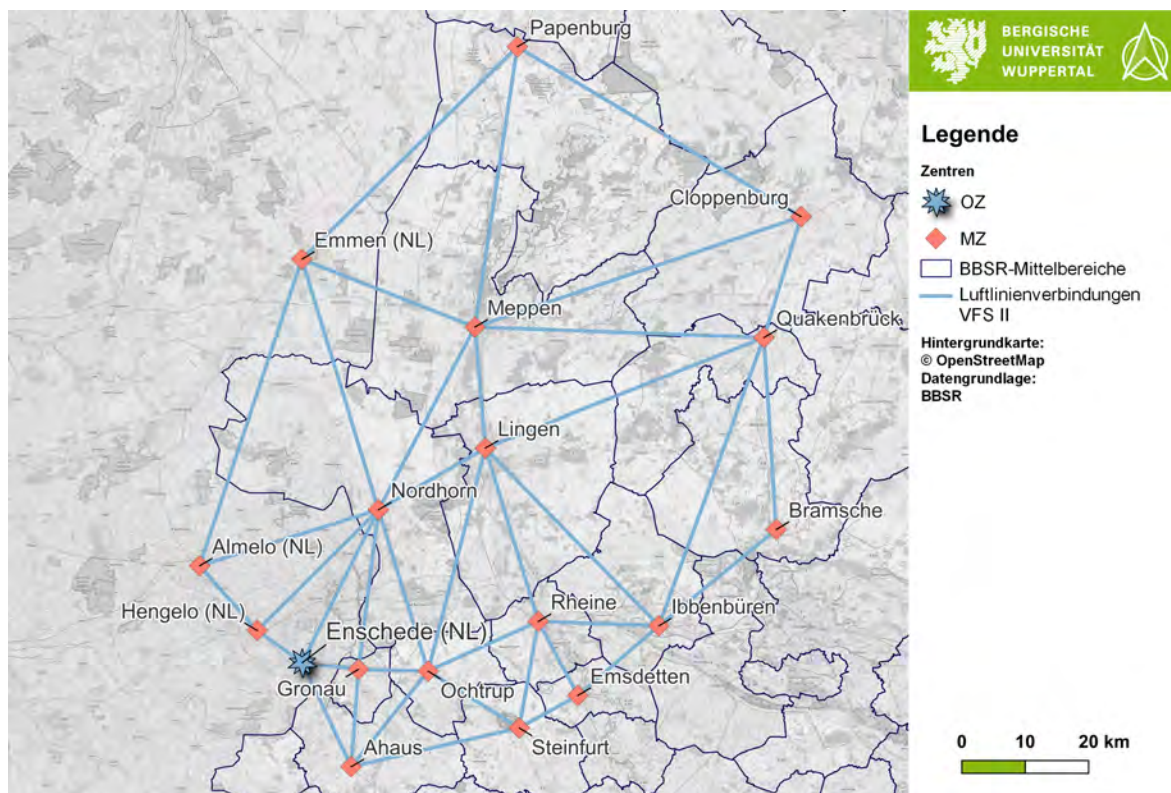 Papenburg
Cloppenburg
Emmen (NL)
Meppen
Quakenbrück
Lingen
Nordhorn
Bramsche
Almelo (NL)
Hengelo (NL)
Rheine
Ibbenbüren
Enschede (NL)
Gronau
Ochtrup
Emsdetten
Steinfurt
Ahaus
BERGISCHE
UNIVERSITÄT
WUPPERTAL
Legende
Zentren
OZ
MZ
BBSR-Mittelbereiche
Luftlinienverbindungen
VFS II
Hintergrundkarte:
© OpenStreetMap
Datengrundlage:
BBSR
0 10 20 km